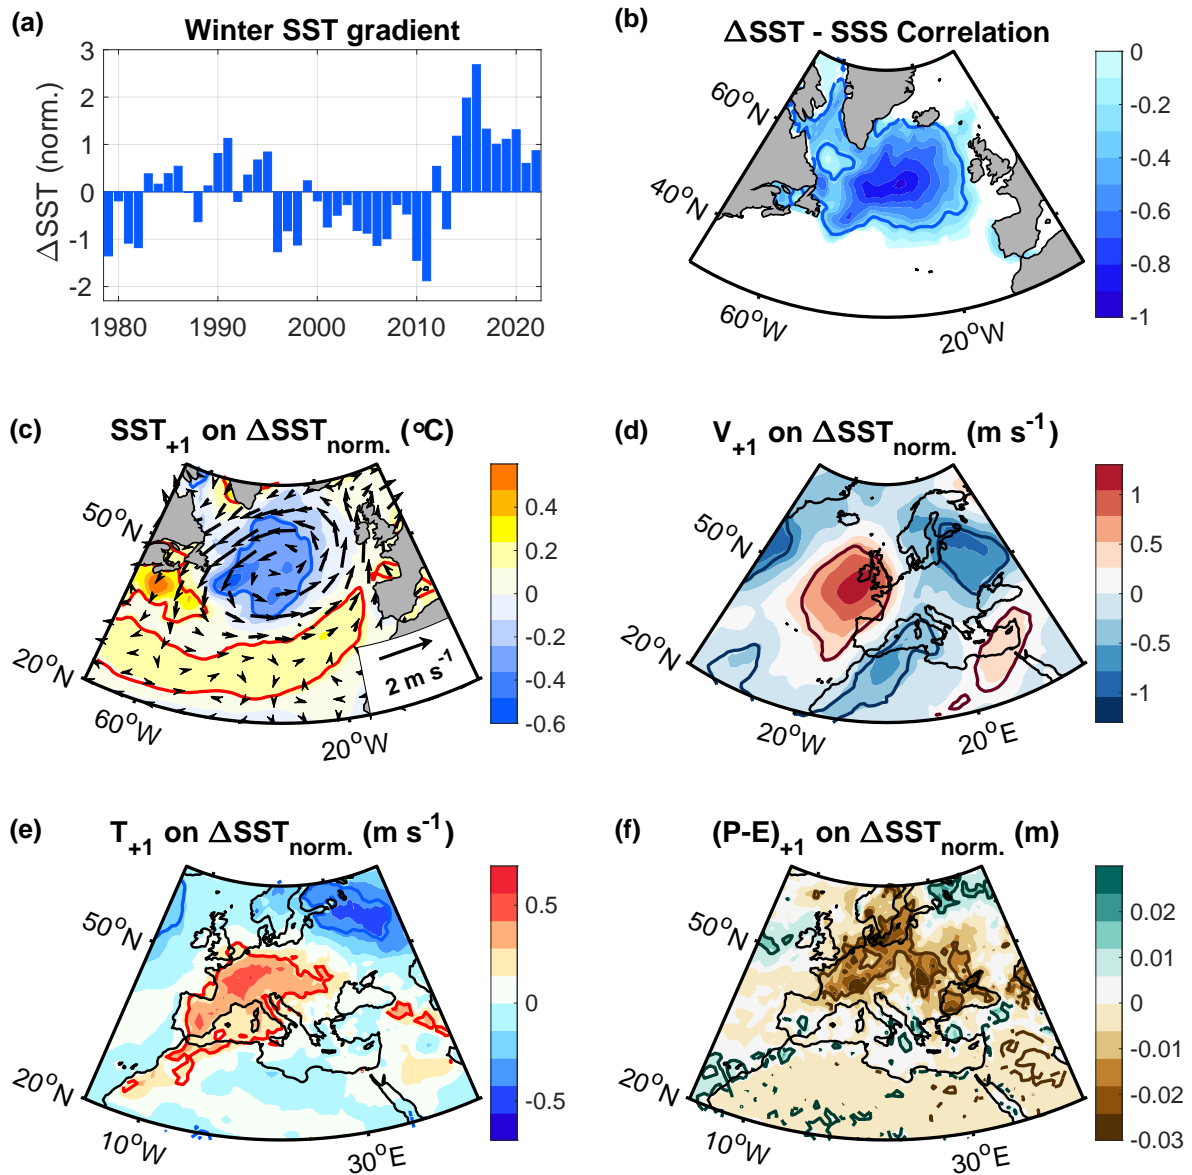 (a)
Winter SST gradient
ΔSST (norm.)
3
2
1
0
-1
-2
1980
1990
2000
2010
2020
(b)
ΔSST - SSS Correlation
60°N
40°N
60°W
20°W
0
-0.2
-0.4
-0.6
-0.8
-1
(c)
SST+1 on ΔSSTnorm. (°C)
50°N
20°N
60°W
20°W
2 m s-1
0.4
0.2
0
-0.2
-0.4
-0.6
(d)
V+1 on ΔSSTnorm. (m s-1)
50°N
20°N
20°W
20°E
1
0.5
0
-0.5
-1
(e)
T+1 on ΔSSTnorm. (m s-1)
50°N
20°N
10°W
30°E
0.5
0
-0.5
(f)
(P-E)+1 on ΔSSTnorm. (m)
50°N
20°N
10°W
30°E
0.02
0.01
0
-0.01
-0.02
-0.03